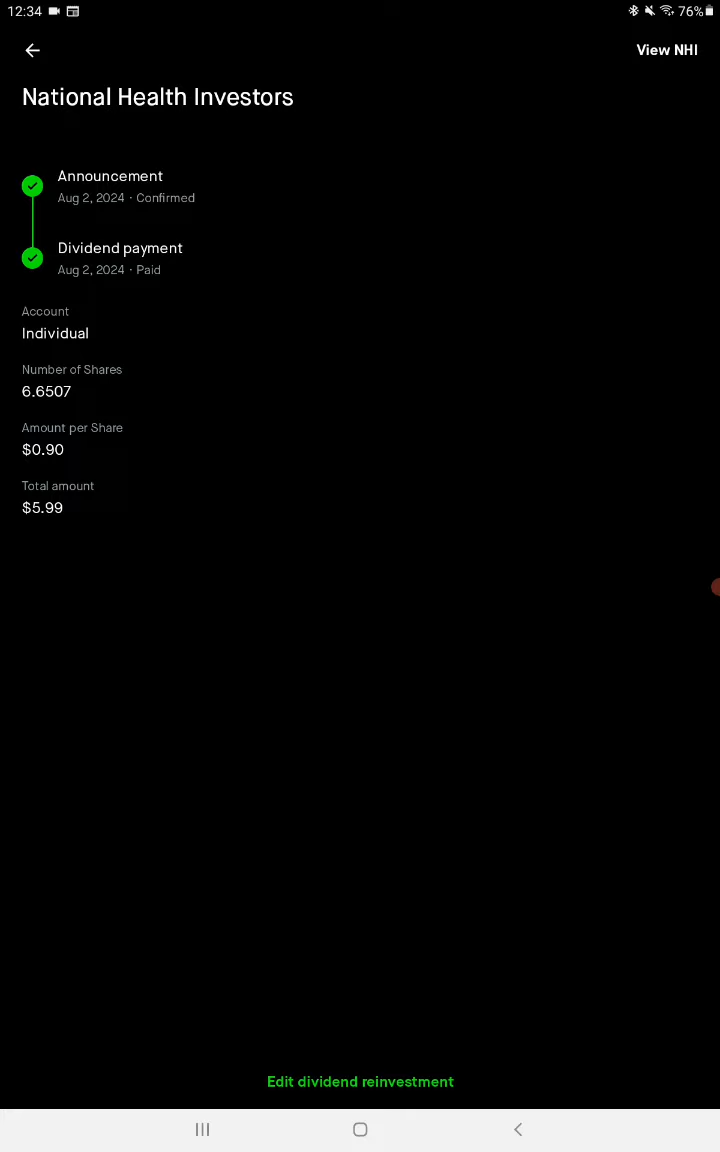 12:34 76%
View NHI
National Health Investors
Announcement
Aug 2, 2024 · Confirmed
Dividend payment
Aug 2, 2024 · Paid
Account
Individual
Number of Shares
6.6507
Amount per Share
$0.90
Total amount
$5.99
Edit dividend reinvestment